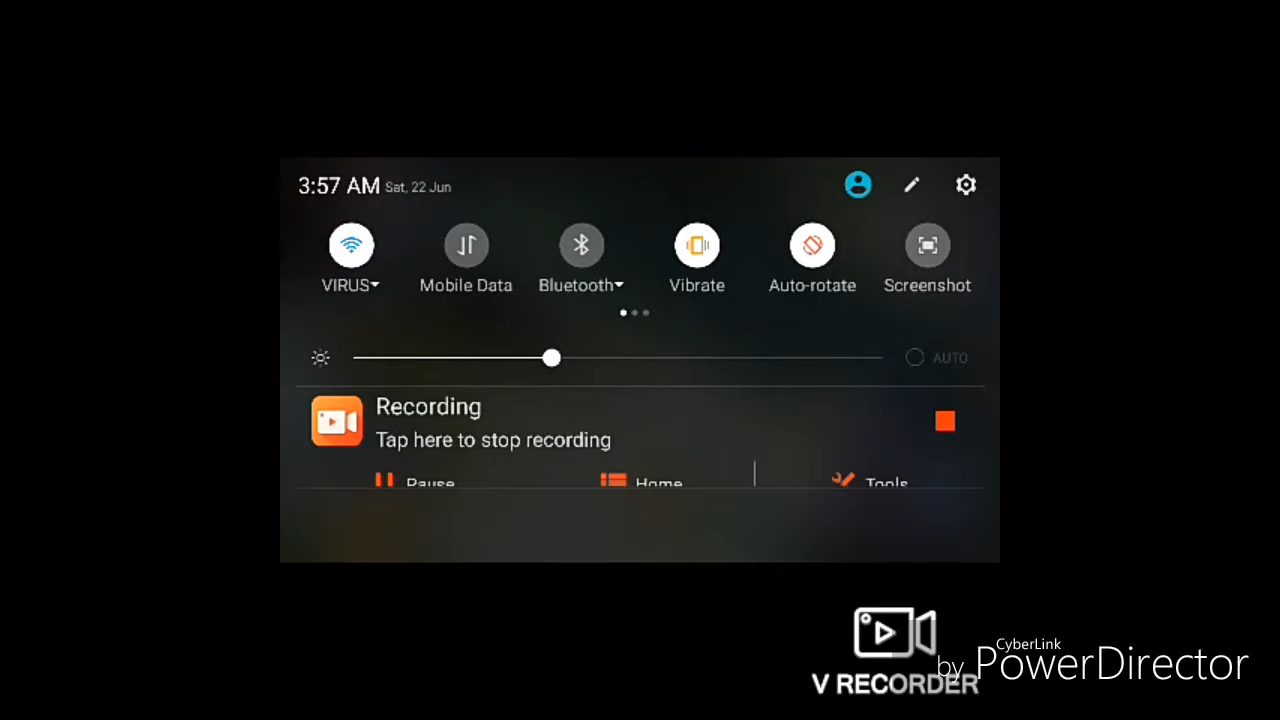 3:57 AM Sat, 22 Jun
VIRUS Mobile Data Bluetooth Vibrate Auto-rotate Screenshot
AUTO
Recording
Tap here to stop recording
Pause Home Tools
V RECORDER
CyberLink
by PowerDirector